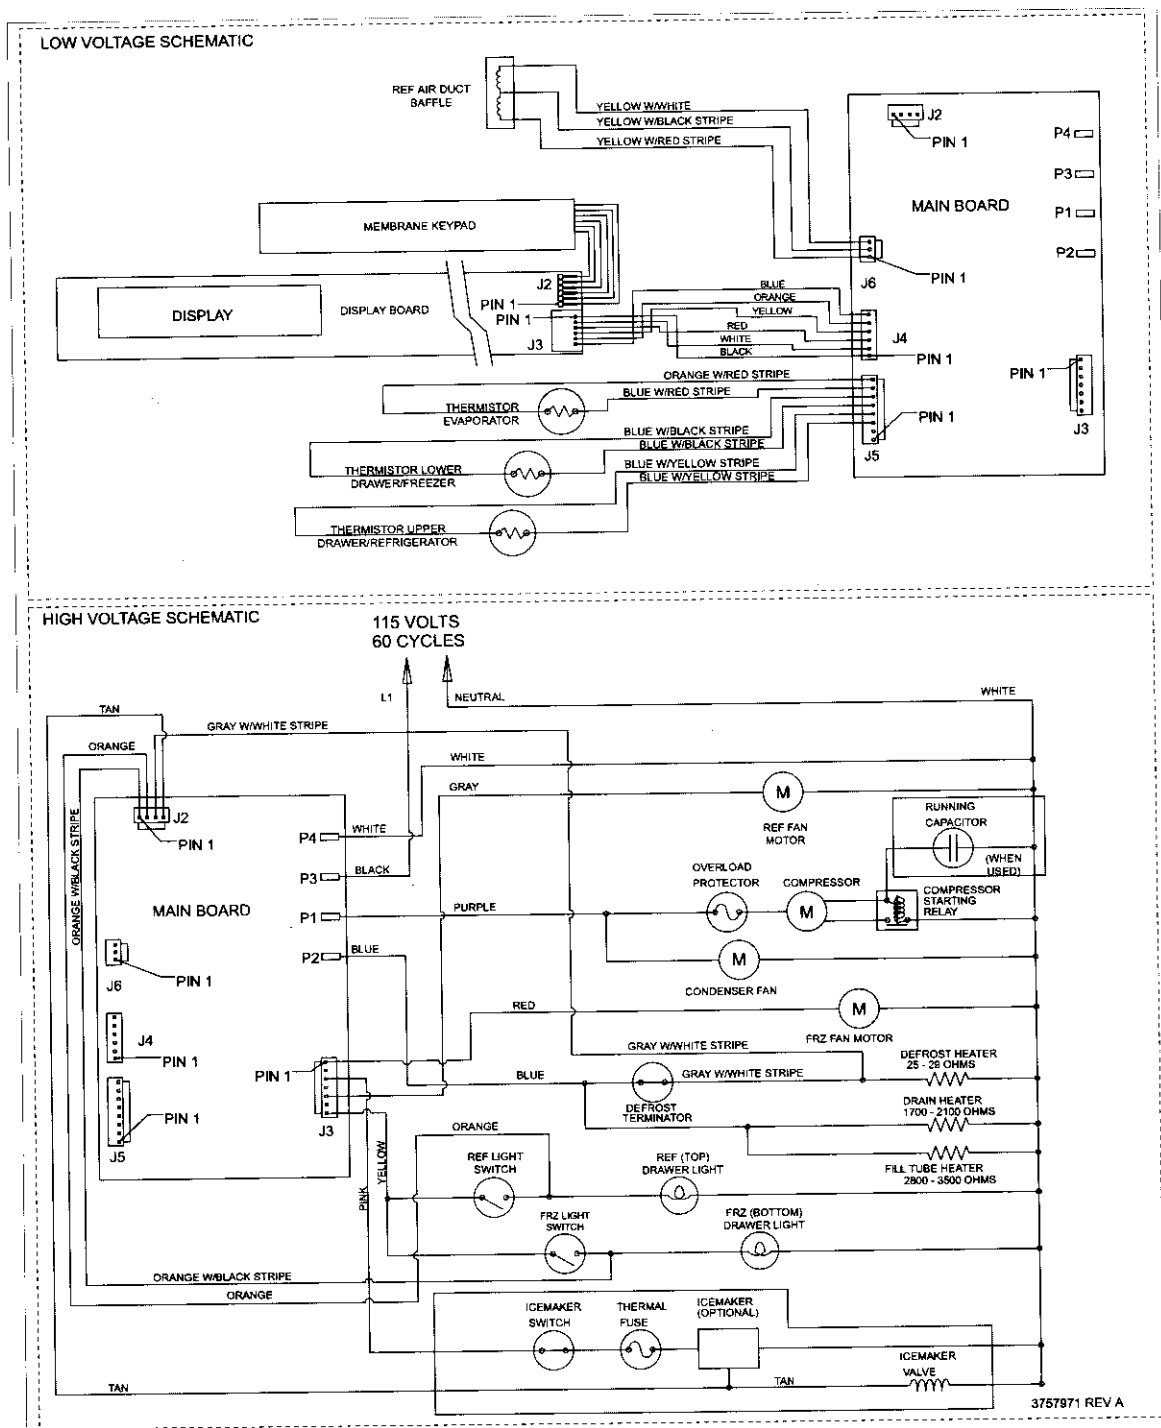 LOW VOLTAGE SCHEMATIC
REF AIR DUCT
BAFFLE
YELLOW W/WHITE
YELLOW W/BLACK STRIPE
YELLOW W/RED STRIPE
J2
PIN 1
P4
P3
MAIN BOARD
P1
P2
MEMBRANE KEYPAD
J6
PIN 1
J2
PIN 1
DISPLAY
DISPLAY BOARD
PIN 1
J3
BLUE
ORANGE
YELLOW
RED
WHITE
BLACK
J4
PIN 1
PIN 1
J3
ORANGE W/RED STRIPE
BLUE W/RED STRIPE
THERMISTOR
EVAPORATOR
PIN 1
J5
BLUE W/BLACK STRIPE
BLUE W/BLACK STRIPE
THERMISTOR LOWER
DRAWER/FREEZER
BLUE W/YELLOW STRIPE
BLUE W/YELLOW STRIPE
THERMISTOR UPPER
DRAWER/REFRIGERATOR
HIGH VOLTAGE SCHEMATIC
115 VOLTS
60 CYCLES
L1
NEUTRAL
WHITE
TAN
GRAY W/WHITE STRIPE
ORANGE
WHITE
GRAY
M
REF FAN
MOTOR
ORANGE W/BLACK STRIPE
J2
PIN 1
P4
WHITE
P3
BLACK
MAIN BOARD
P1
PURPLE
P2
BLUE
RUNNING
CAPACITOR
(WHEN
USED)
OVERLOAD
PROTECTOR
COMPRESSOR
M
COMPRESSOR
STARTING
RELAY
M
CONDENSER FAN
J6
PIN 1
J4
PIN 1
PIN 1
J5
RED
M
FRZ FAN MOTOR
PIN 1
J3
GRAY W/WHITE STRIPE
BLUE
GRAY W/WHITE STRIPE
DEFROST
TERMINATOR
DEFROST HEATER
25 - 29 OHMS
DRAIN HEATER
1700 - 2100 OHMS
FILL TUBE HEATER
2800 - 3500 OHMS
ORANGE
YELLOW
PINK
REF LIGHT
SWITCH
REF (TOP)
DRAWER LIGHT
FRZ LIGHT
SWITCH
FRZ (BOTTOM)
DRAWER LIGHT
ORANGE W/BLACK STRIPE
ORANGE
ICEMAKER
SWITCH
THERMAL
FUSE
ICEMAKER
(OPTIONAL)
ICEMAKER
VALVE
TAN
TAN
3757971 REV A